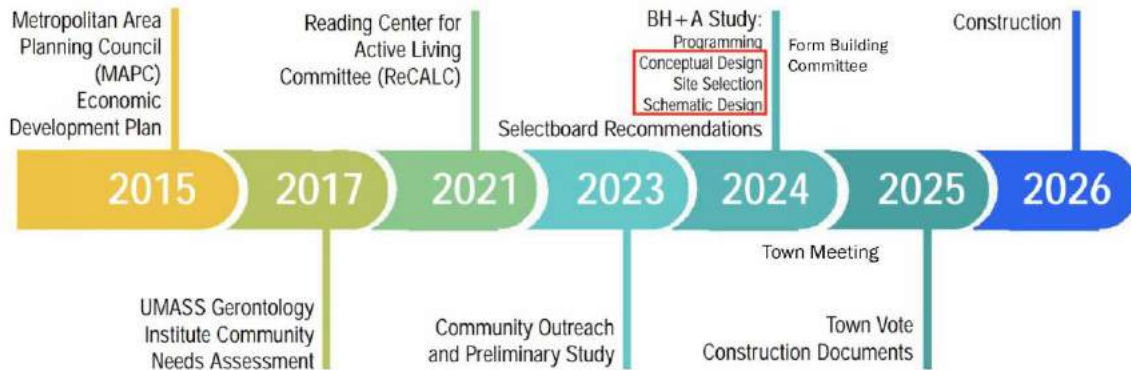 Metropolitan Area
Planning Council
(MAPC)
Economic
Development Plan
Reading Center for
Active Living
Committee (ReCALC)
BH+A Study:
Programming
Conceptual Design
Site Selection
Schematic Design
Selectboard Recommendations
Form Building
Committee
Construction
2015
2017
2021
2023
2024
2025
2026
UMASS Gerontology
Institute Community
Needs Assessment
Community Outreach
and Preliminary Study
Town Meeting
Town Vote
Construction Documents